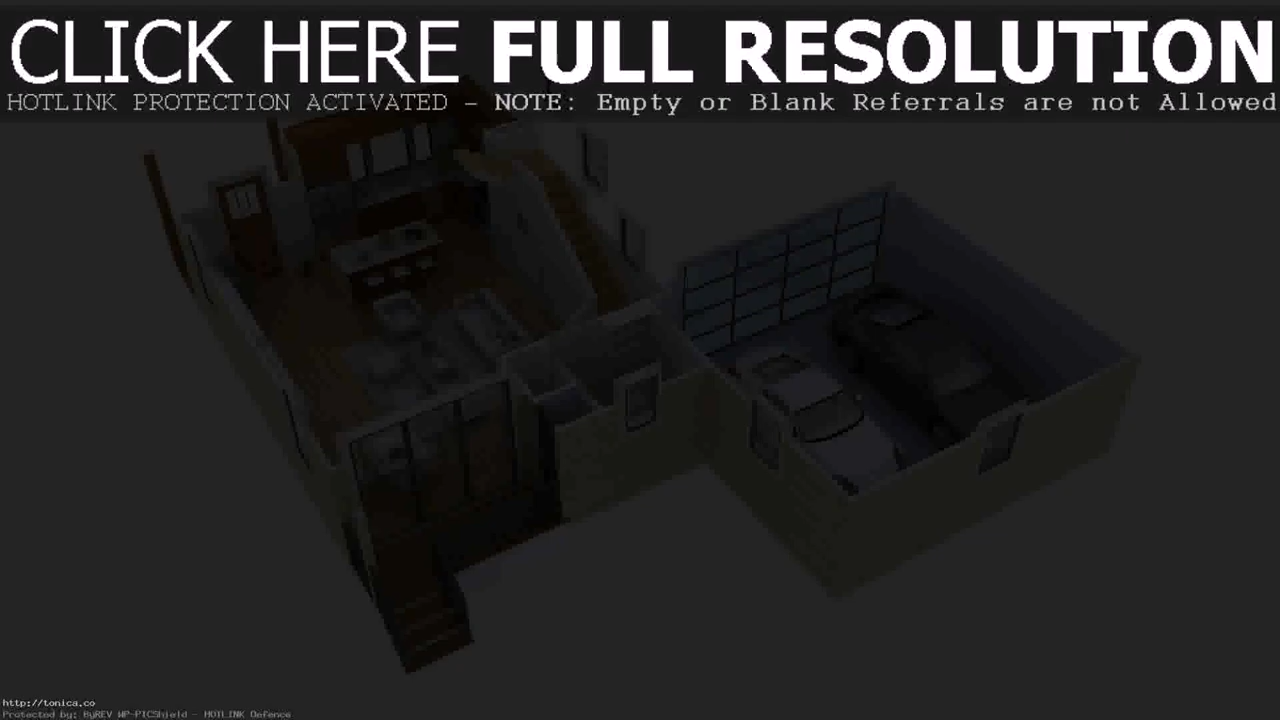 CLICK HERE FULL RESOLUTION
HOTLINK PROTECTION ACTIVATED – NOTE: Empty or Blank Referrals are not Allowed
http://tonica.co
Protected by: ByREV WP-PICShield - HOTLINK Defence